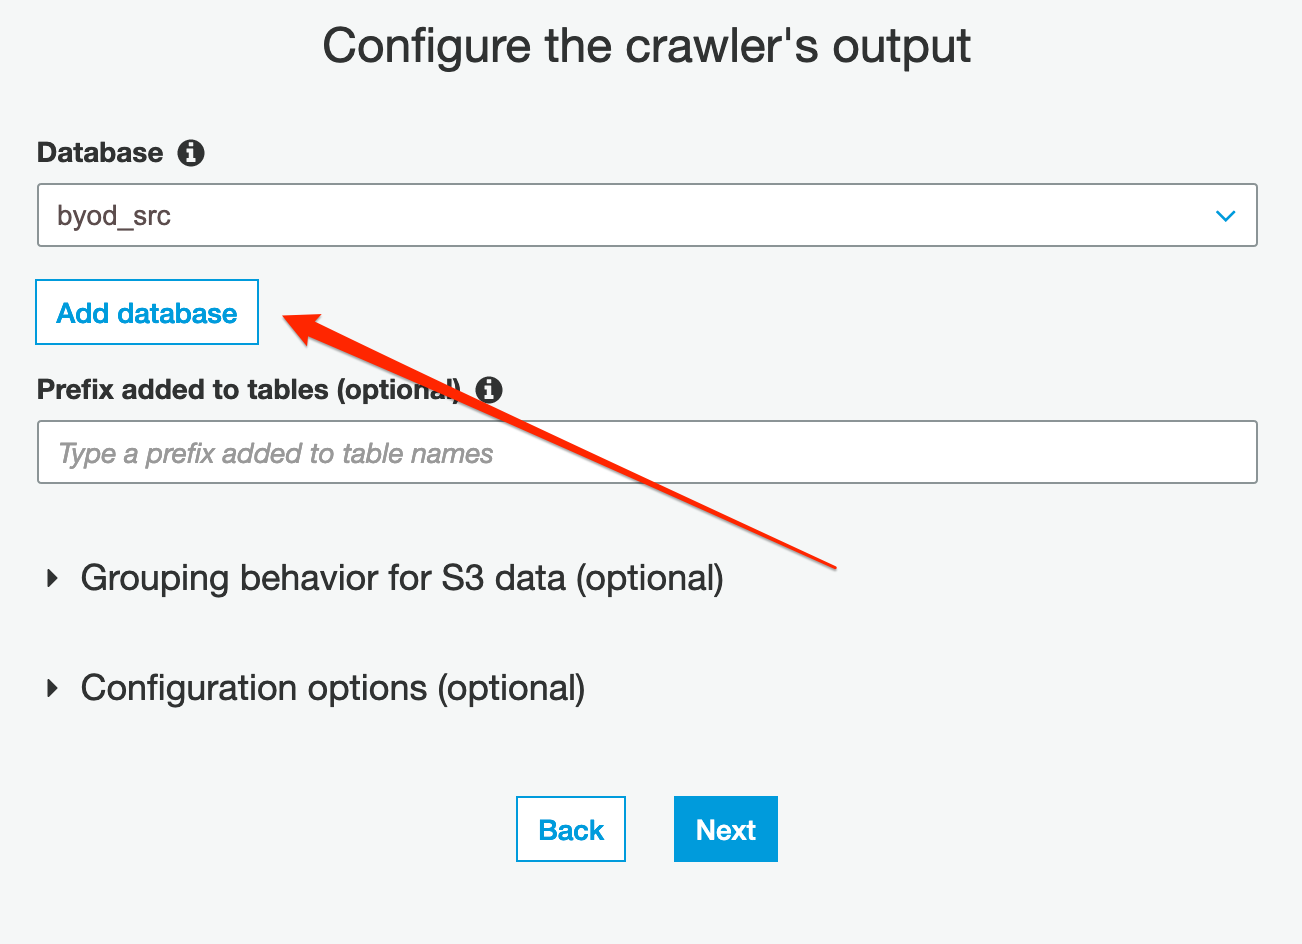 Configure the crawler's output
Database
byod_src
Add database
Prefix added to tables (optional)
Type a prefix added to table names
Grouping behavior for S3 data (optional)
Configuration options (optional)
Back
Next